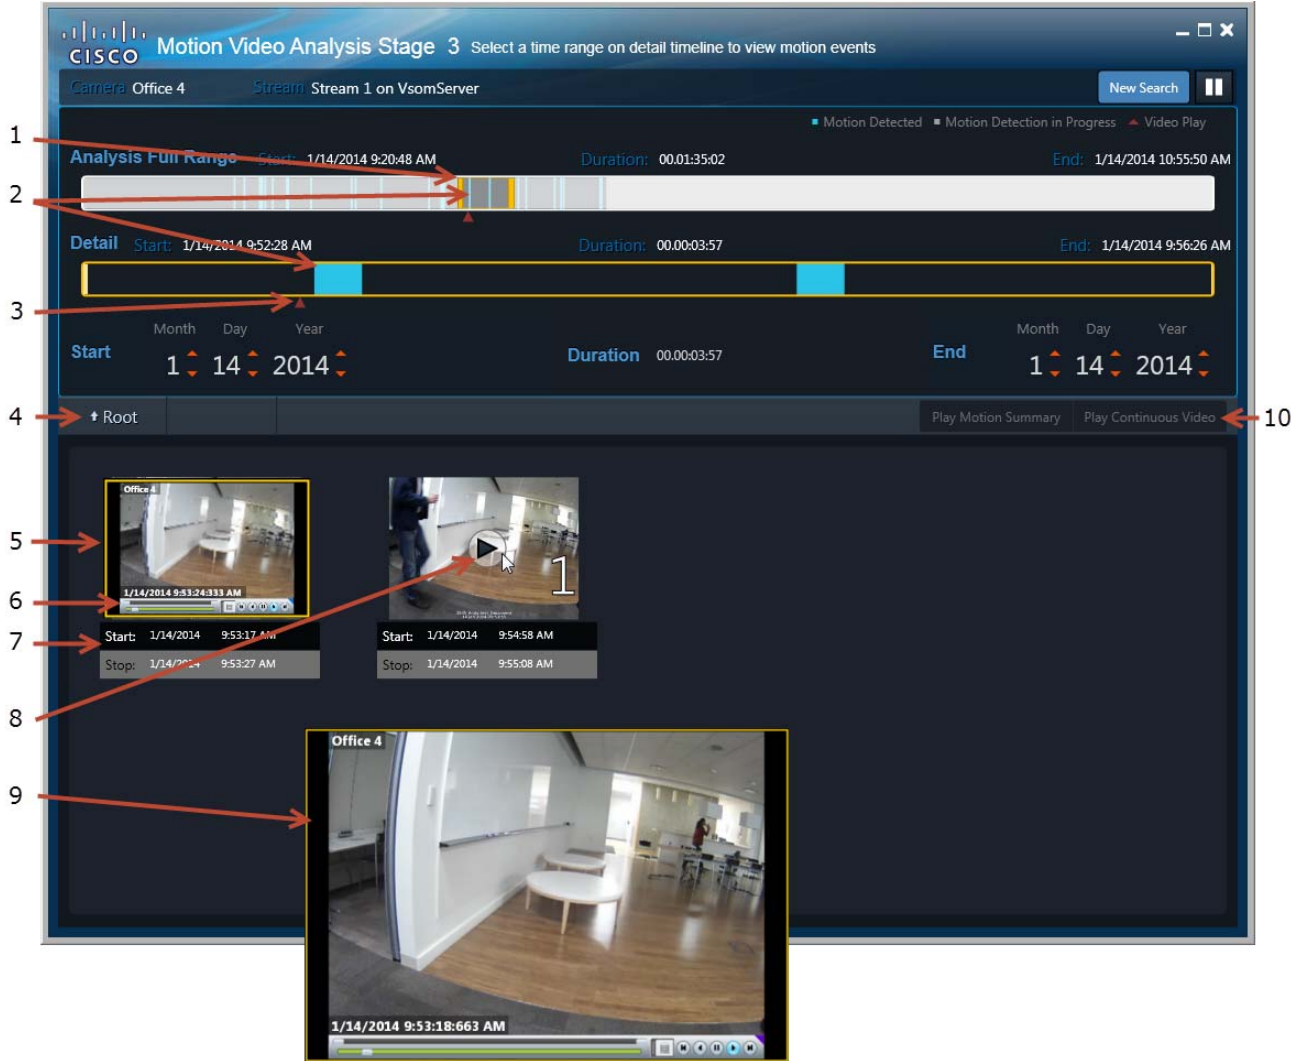 CISCO Motion Video Analysis Stage 3 Select a time range on detail timeline to view motion events
Camera Office 4 Stream Stream 1 on VsomServer New Search
Motion Detected Motion Detection in Progress Video Play
1
Analysis Full Range Start: 1/14/2014 9:20:48 AM Duration: 00.01:35:02 End: 1/14/2014 10:55:50 AM
2
Detail Start: 1/14/2014 9:52:28 AM Duration: 00.00:03:57 End: 1/14/2014 9:56:26 AM
3
Month Day Year Month Day Year
Start 1 14 2014 Duration 00.00:03:57 End 1 14 2014
4 Root Play Motion Summary Play Continuous Video 10
Office 4
5
1
1/14/2014 9:53:24:333 AM
6
7 Start: 1/14/2014 9:53:17 AM Start: 1/14/2014 9:54:58 AM
Stop: 1/14/2014 9:53:27 AM Stop: 1/14/2014 9:55:08 AM
8
Office 4
9
1/14/2014 9:53:18:663 AM